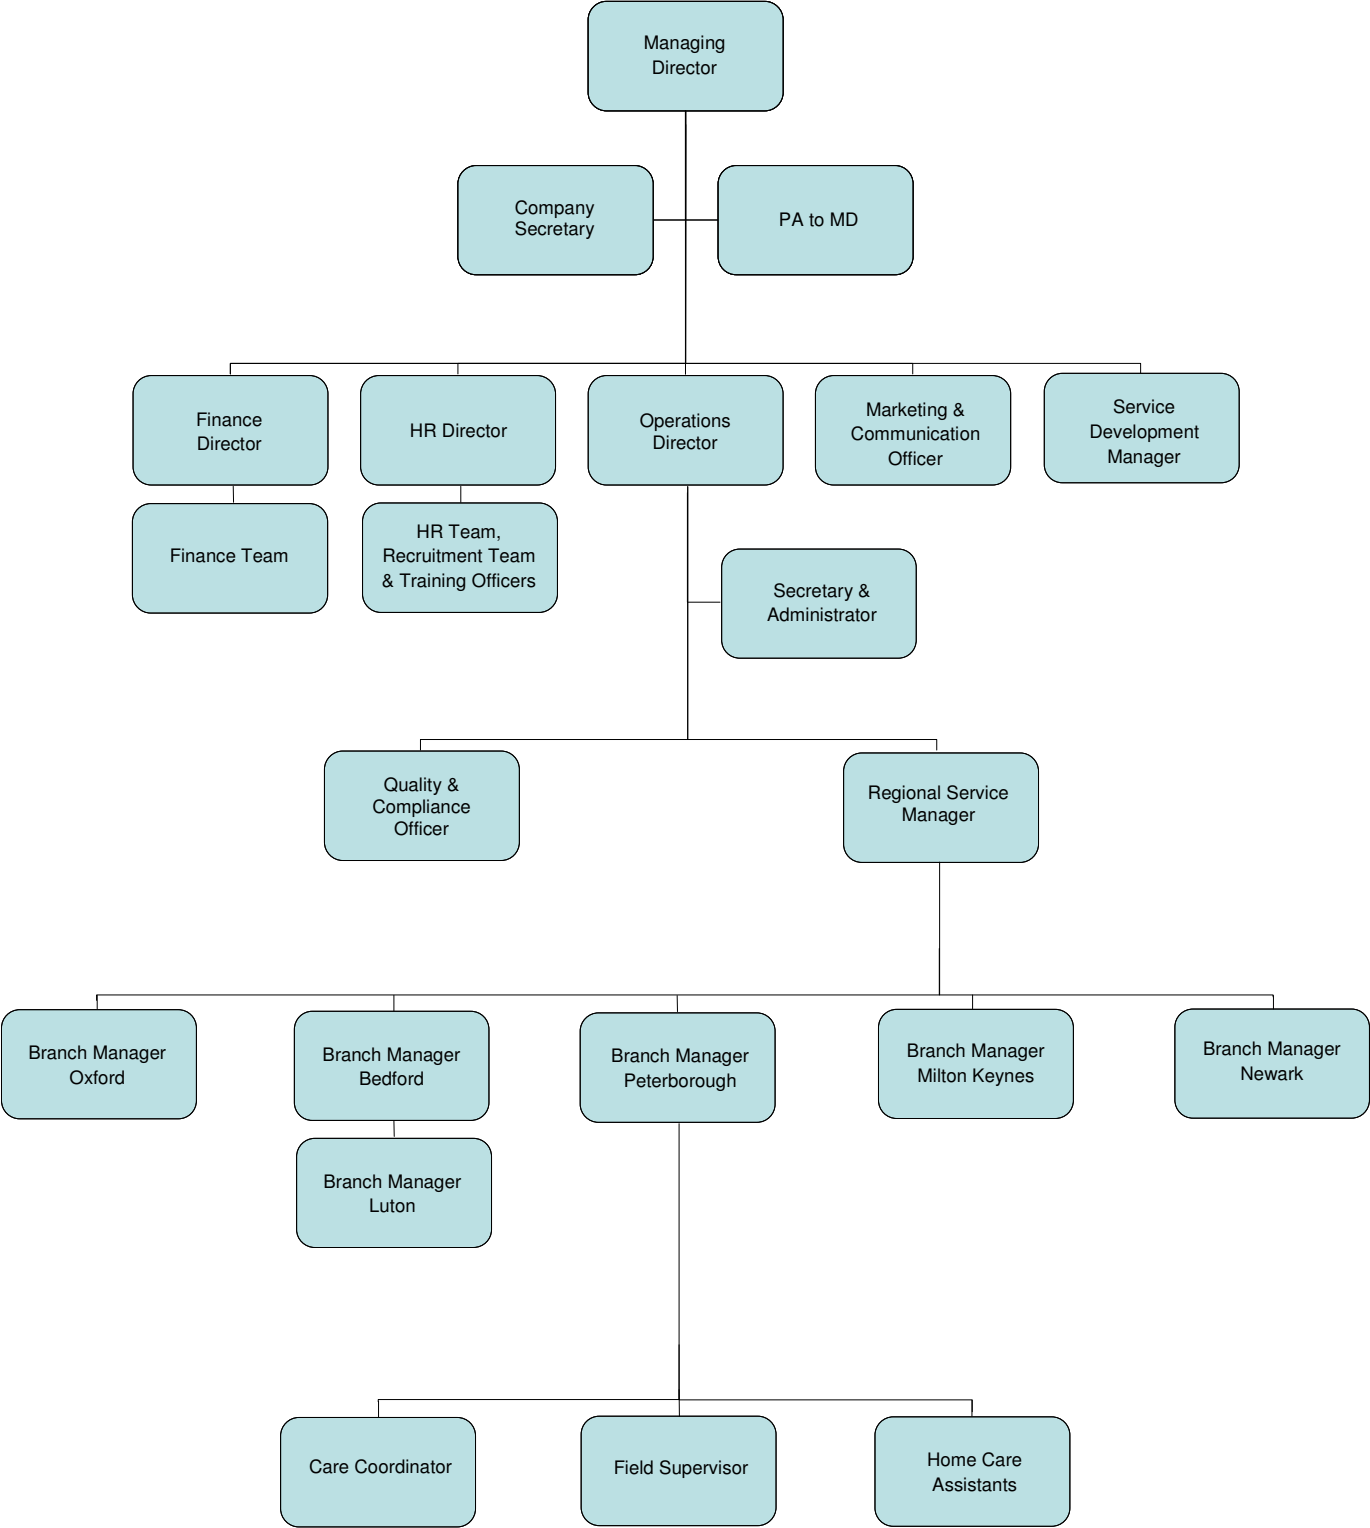 Managing
Director
Company
Secretary
PA to MD
Finance
Director
HR Director
Operations
Director
Marketing &
Communication
Officer
Service
Development
Manager
Finance Team
HR Team,
Recruitment Team
& Training Officers
Secretary &
Administrator
Quality &
Compliance
Officer
Regional Service
Manager
Branch Manager
Oxford
Branch Manager
Bedford
Branch Manager
Peterborough
Branch Manager
Milton Keynes
Branch Manager
Newark
Branch Manager
Luton
Care Coordinator
Field Supervisor
Home Care
Assistants